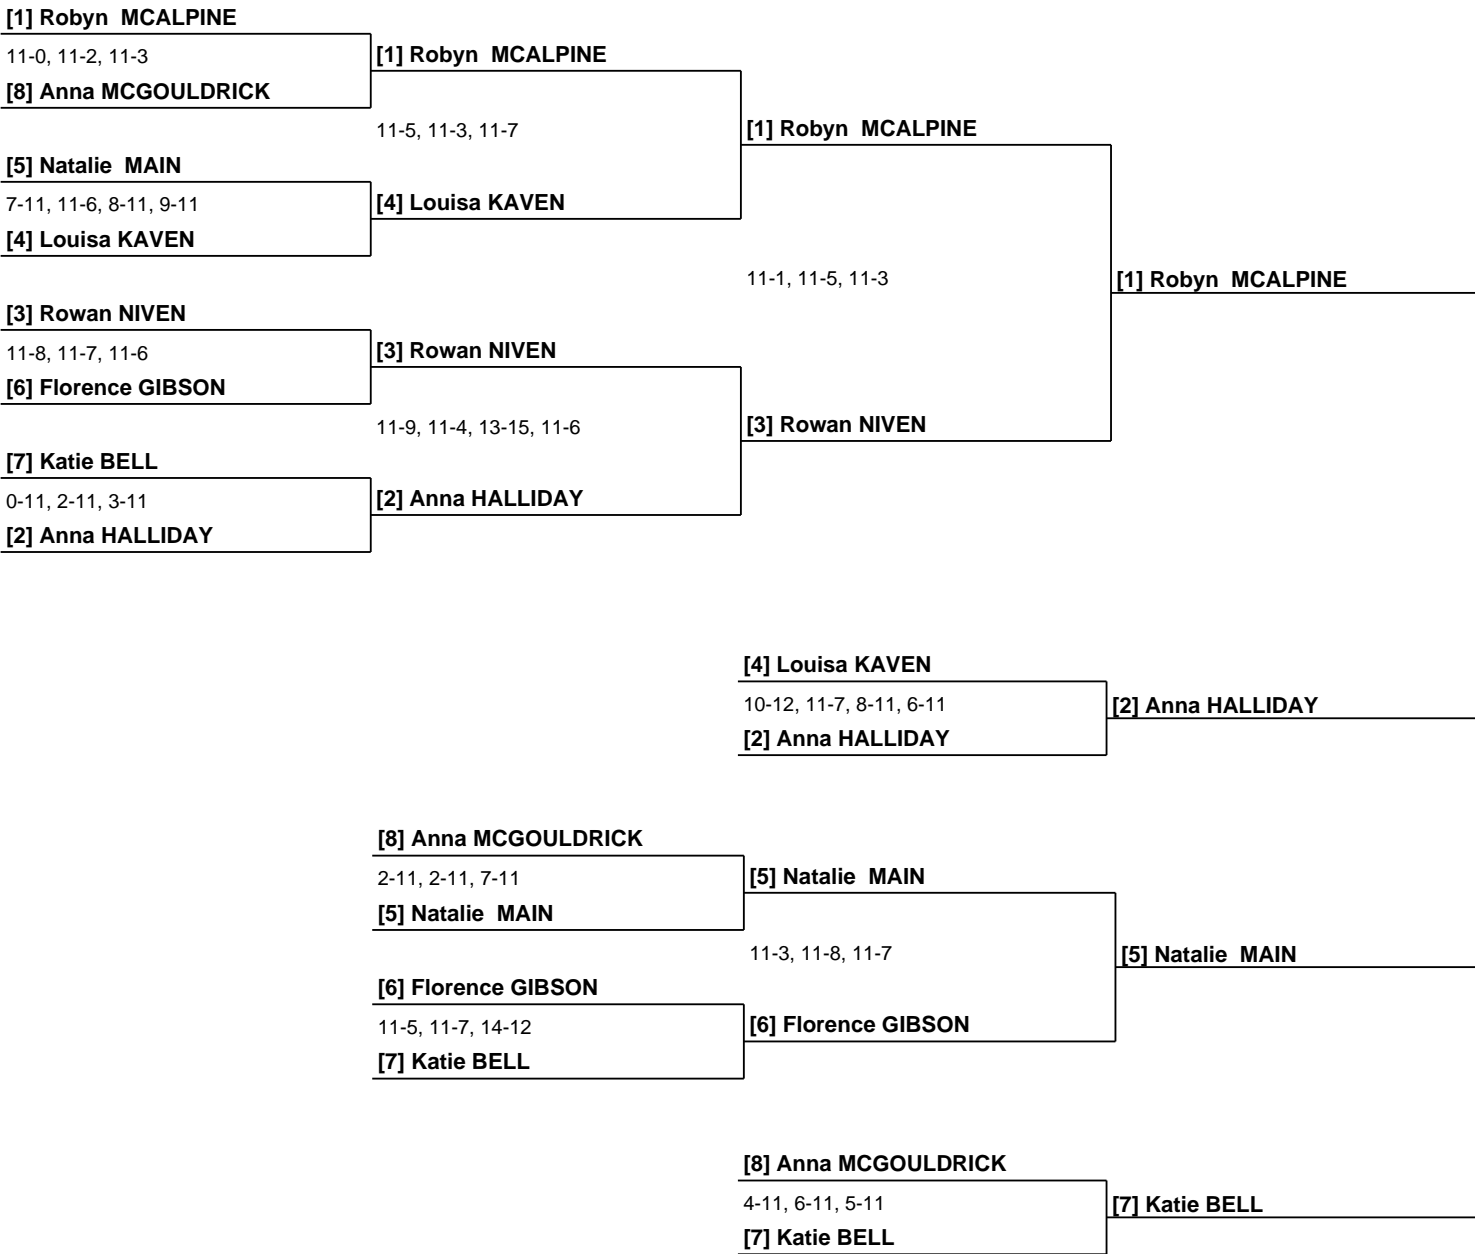 [1] Robyn  MCALPINE
11-0, 11-2, 11-3
[1] Robyn  MCALPINE
[8] Anna MCGOULDRICK
11-5, 11-3, 11-7
[1] Robyn  MCALPINE
[5] Natalie  MAIN
7-11, 11-6, 8-11, 9-11
[4] Louisa KAVEN
[4] Louisa KAVEN
11-1, 11-5, 11-3
[1] Robyn  MCALPINE
[3] Rowan NIVEN
11-8, 11-7, 11-6
[3] Rowan NIVEN
[6] Florence GIBSON
11-9, 11-4, 13-15, 11-6
[3] Rowan NIVEN
[7] Katie BELL
0-11, 2-11, 3-11
[2] Anna HALLIDAY
[2] Anna HALLIDAY
[4] Louisa KAVEN
10-12, 11-7, 8-11, 6-11
[2] Anna HALLIDAY
[2] Anna HALLIDAY
[8] Anna MCGOULDRICK
2-11, 2-11, 7-11
[5] Natalie  MAIN
[5] Natalie  MAIN
11-3, 11-8, 11-7
[5] Natalie  MAIN
[6] Florence GIBSON
11-5, 11-7, 14-12
[6] Florence GIBSON
[7] Katie BELL
[8] Anna MCGOULDRICK
4-11, 6-11, 5-11
[7] Katie BELL
[7] Katie BELL